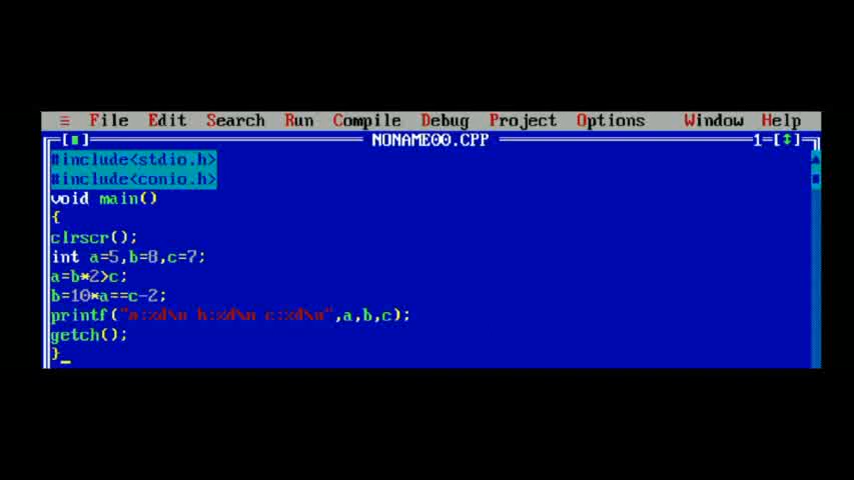 ≡ File Edit Search Run Compile Debug Project Options Window Help
NONAME00.CPP 1
#include<stdio.h>
#include<conio.h>
void main()
{
clrscr();
int a=5,b=8,c=7;
a=b*2>c;
b=10*a==c-2;
printf("a:%d\n b:%d\n c:%d\n",a,b,c);
getch();
}